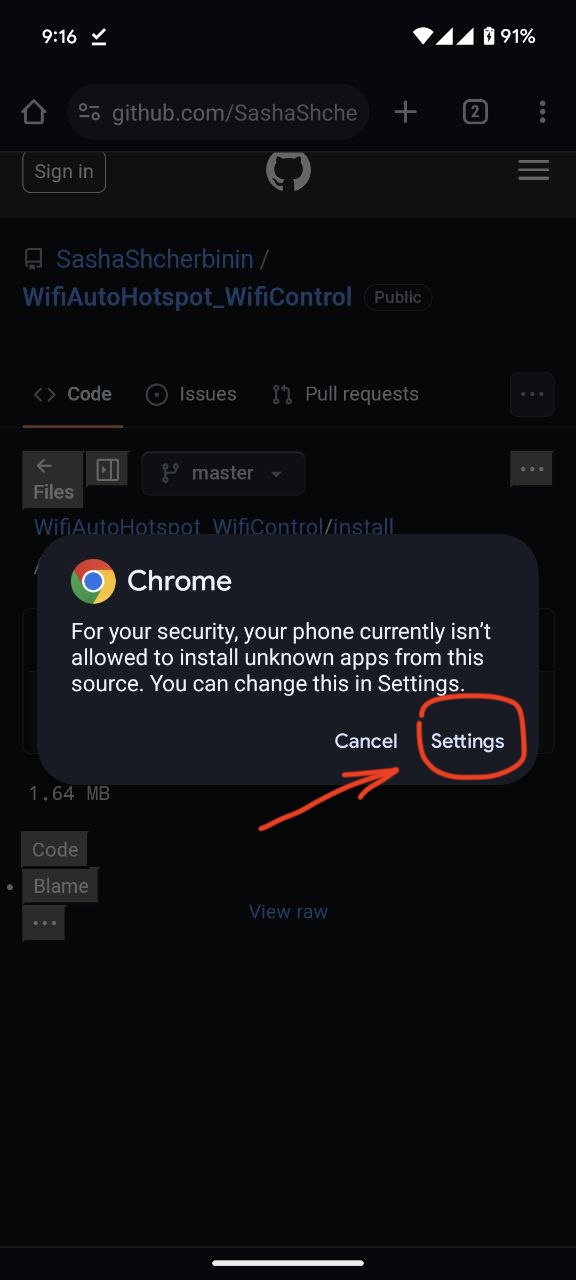 9:16 91%
github.com/SashaShche 2
Sign in
SashaShcherbinin /
WifiAutoHotspot_WifiControl Public
Code Issues Pull requests ...
Files master ...
WifiAutoHotspot_WifiControl/install
/
Chrome
For your security, your phone currently isn’t
allowed to install unknown apps from this
source. You can change this in Settings.
Cancel Settings
1.64 MB
Code
• Blame
View raw
...